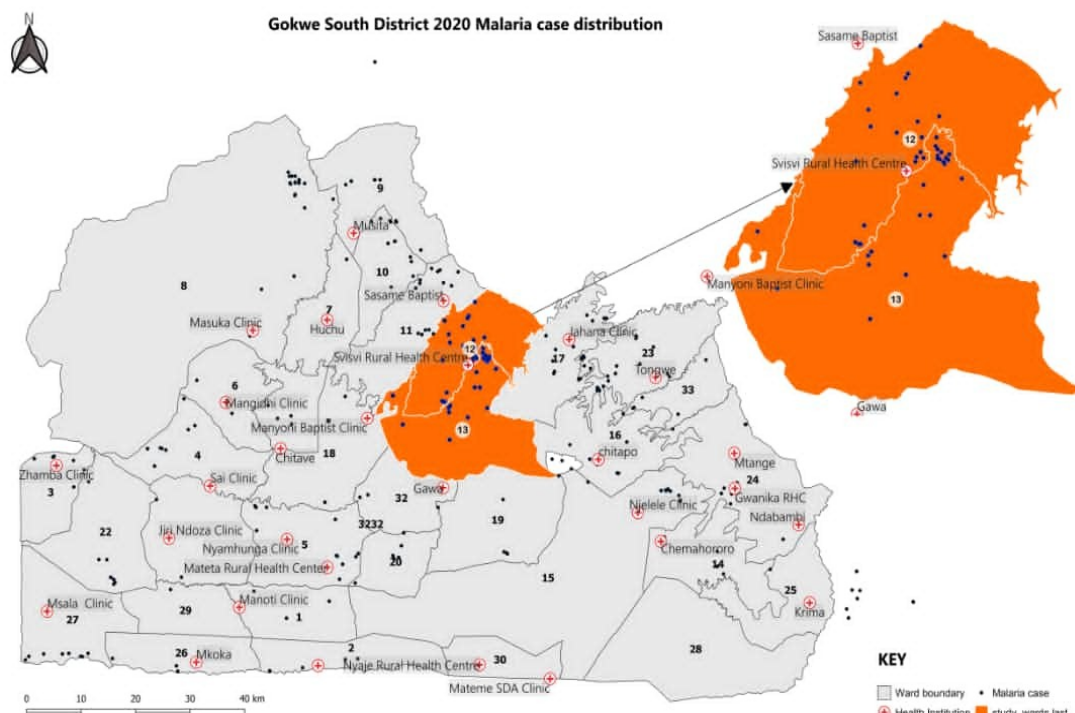 Gokwe South District 2020 Malaria case distribution
N
Sasame Baptist
12
Svisvi Rural Health Centre
Manyoni Baptist Clinic
13
Gawa
9
Musita
10
8
Sasame Baptist
7
Masuka Clinic
Huchu
11
Jahana Clinic
12
Svisvi Rural Health Centre
17
23
Tongwe
6
33
Mangidhi Clinic
Manyoni Baptist Clinic
13
16
4
Chitave
18
chitapo
Mtange
Zhamba Clinic
3
Sai Clinic
Gawa
24
32
Gwanika RHC
19
Njelele Clinic
Ndabambi
22
3232
Jiri Ndoza Clinic
Nyamhunga Clinic
5
Chemahororo
20
14
Mateta Rural Health Center
15
25
Msala Clinic
27
29
Manoti Clinic
1
Krima
2
28
26
Mkoka
Nyaje Rural Health Centre
30
Mateme SDA Clinic
KEY
Ward boundary
Malaria case
Health Institution
study_words last
0 10 20 30 40 km